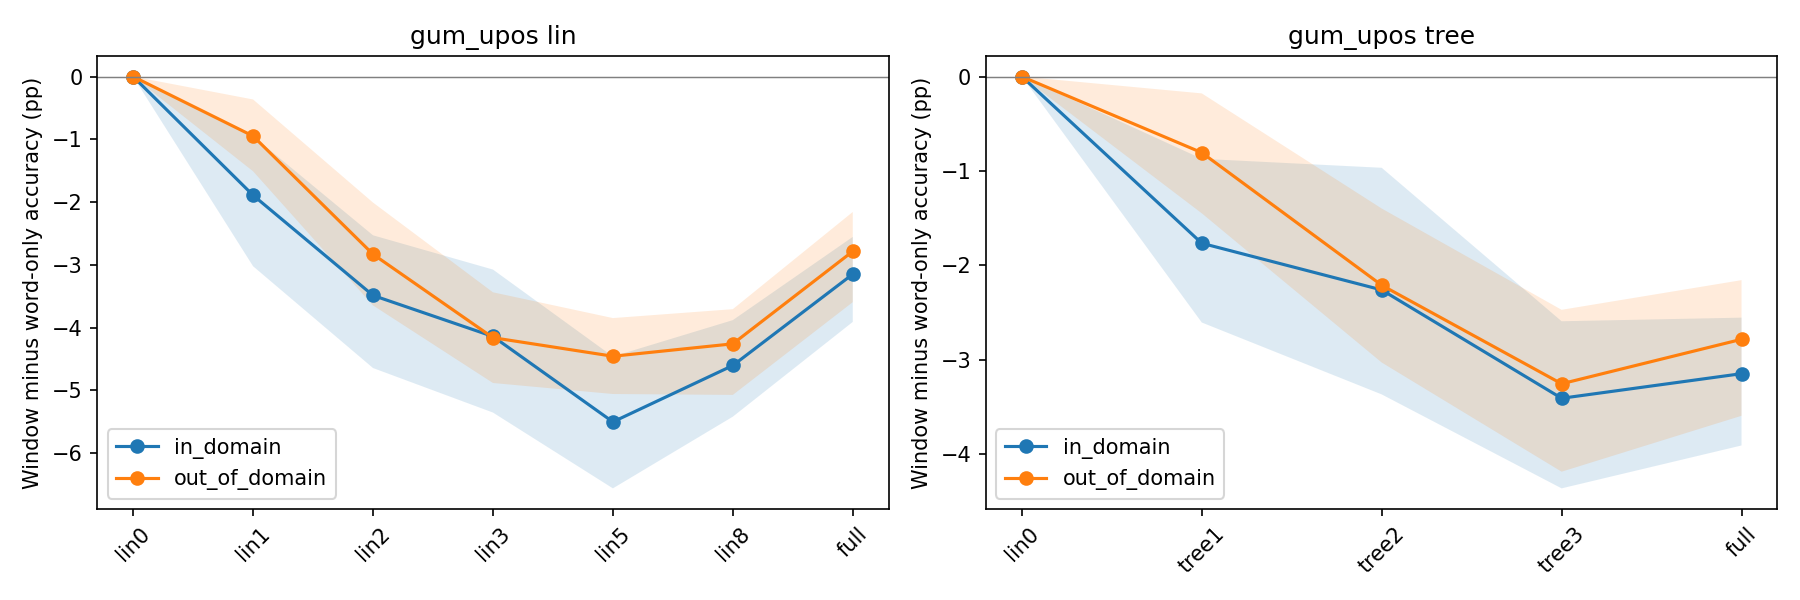 gum_upos lin
Window minus word-only accuracy (pp)
0
−1
−2
−3
−4
−5
−6
in_domain
out_of_domain
lin0
lin1
lin2
lin3
lin5
lin8
full
gum_upos tree
Window minus word-only accuracy (pp)
0
−1
−2
−3
−4
in_domain
out_of_domain
lin0
tree1
tree2
tree3
full